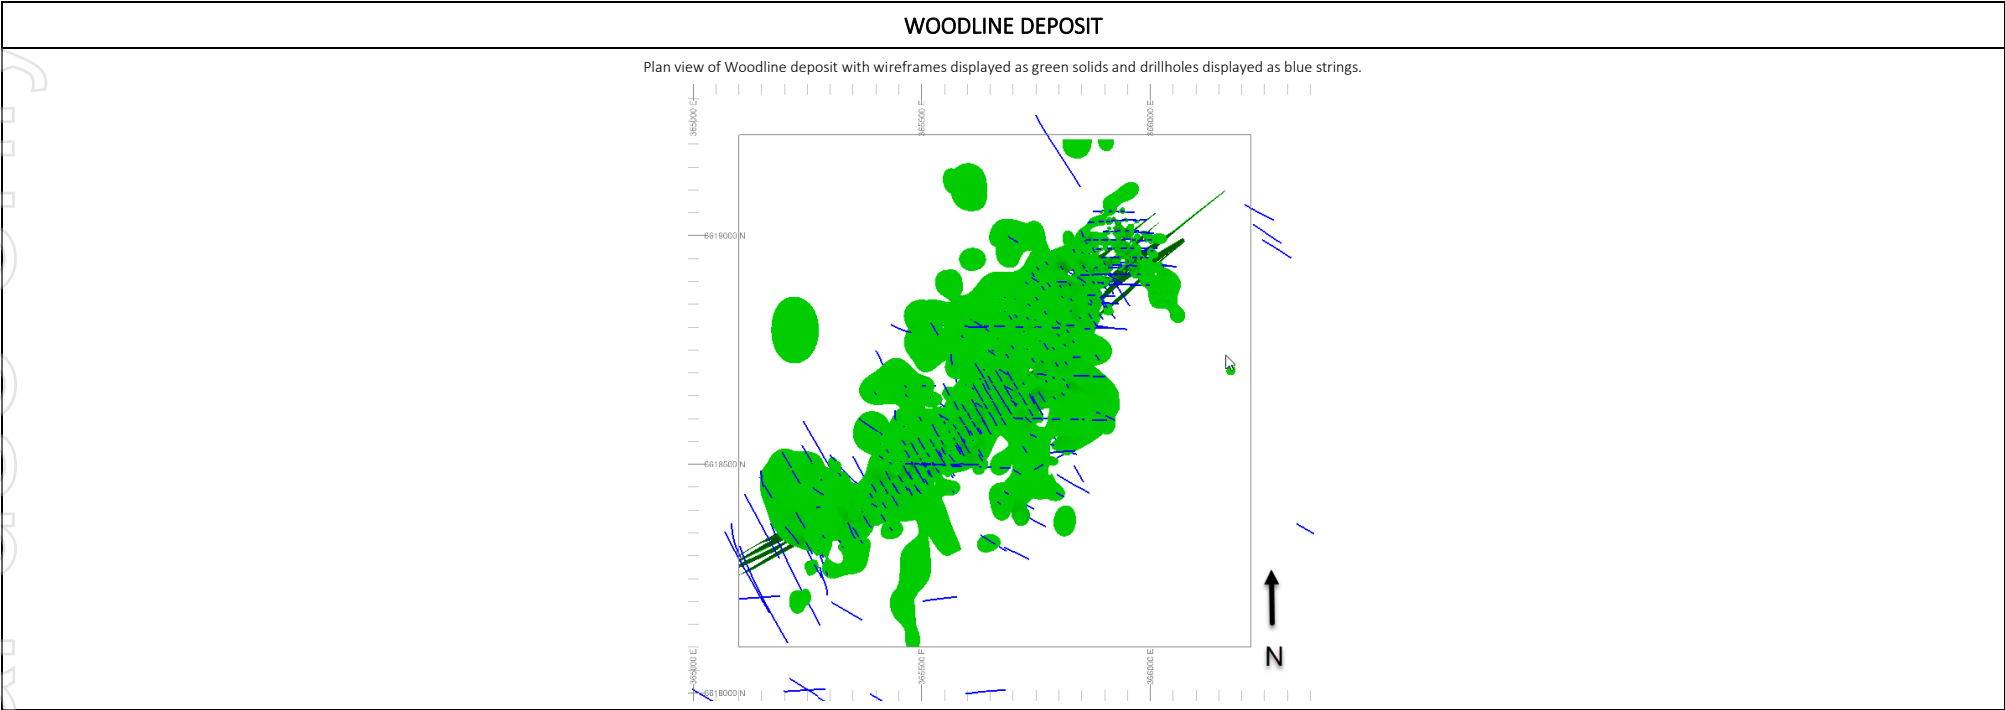 WOODLINE DEPOSIT
Plan view of Woodline deposit with wireframes displayed as green solids and drillholes displayed as blue strings.
365000 E
365500 E
366000 E
6619000 N
6618500 N
N
365000 E
365500 E
366000 E
6618000 N